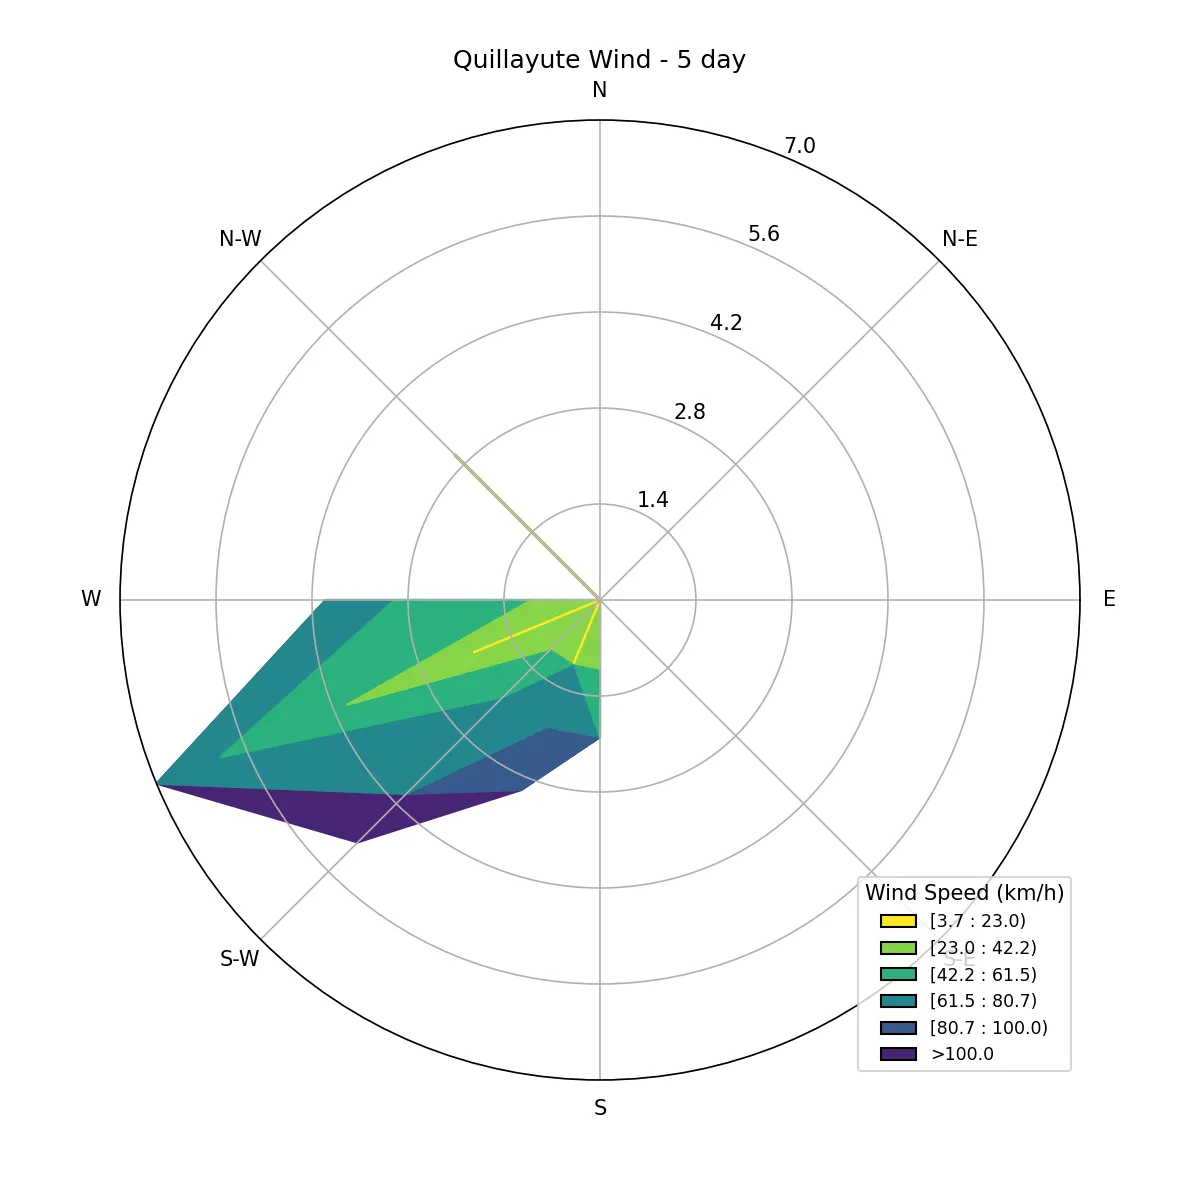 Quillayute Wind - 5 day
N
7.0
N-W
5.6
N-E
4.2
2.8
1.4
W
E
S-W
S-E
S
Wind Speed (km/h)
[3.7 : 23.0)
[23.0 : 42.2)
[42.2 : 61.5)
[61.5 : 80.7)
[80.7 : 100.0)
>100.0